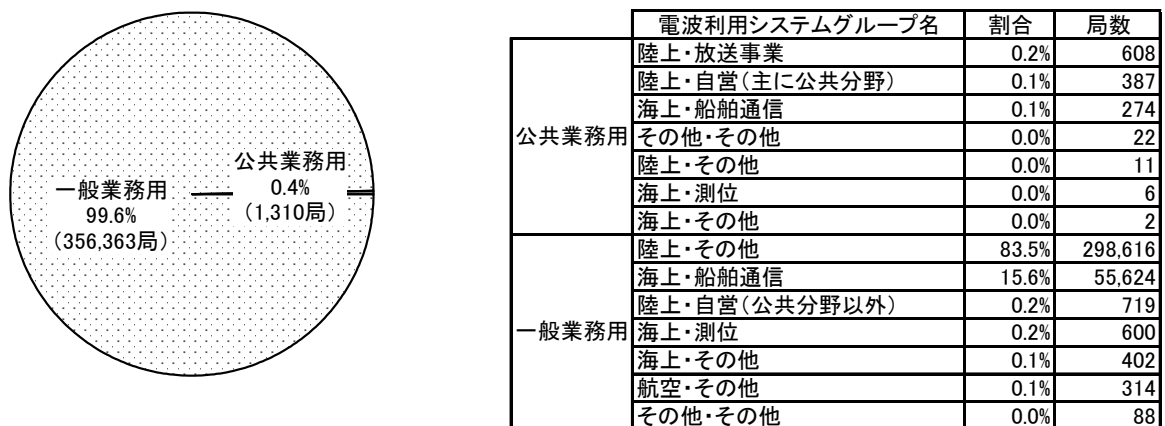 公共業務用
0.4%
(1,310局)
一般業務用
99.6%
(356,363局)
電波利用システムグループ名 割合 局数
公共業務用
陸上・放送事業 0.2% 608
陸上・自営(主に公共分野) 0.1% 387
海上・船舶通信 0.1% 274
その他・その他 0.0% 22
陸上・その他 0.0% 11
海上・測位 0.0% 6
海上・その他 0.0% 2
一般業務用
陸上・その他 83.5% 298,616
海上・船舶通信 15.6% 55,624
陸上・自営(公共分野以外) 0.2% 719
海上・測位 0.2% 600
海上・その他 0.1% 402
航空・その他 0.1% 314
その他・その他 0.0% 88